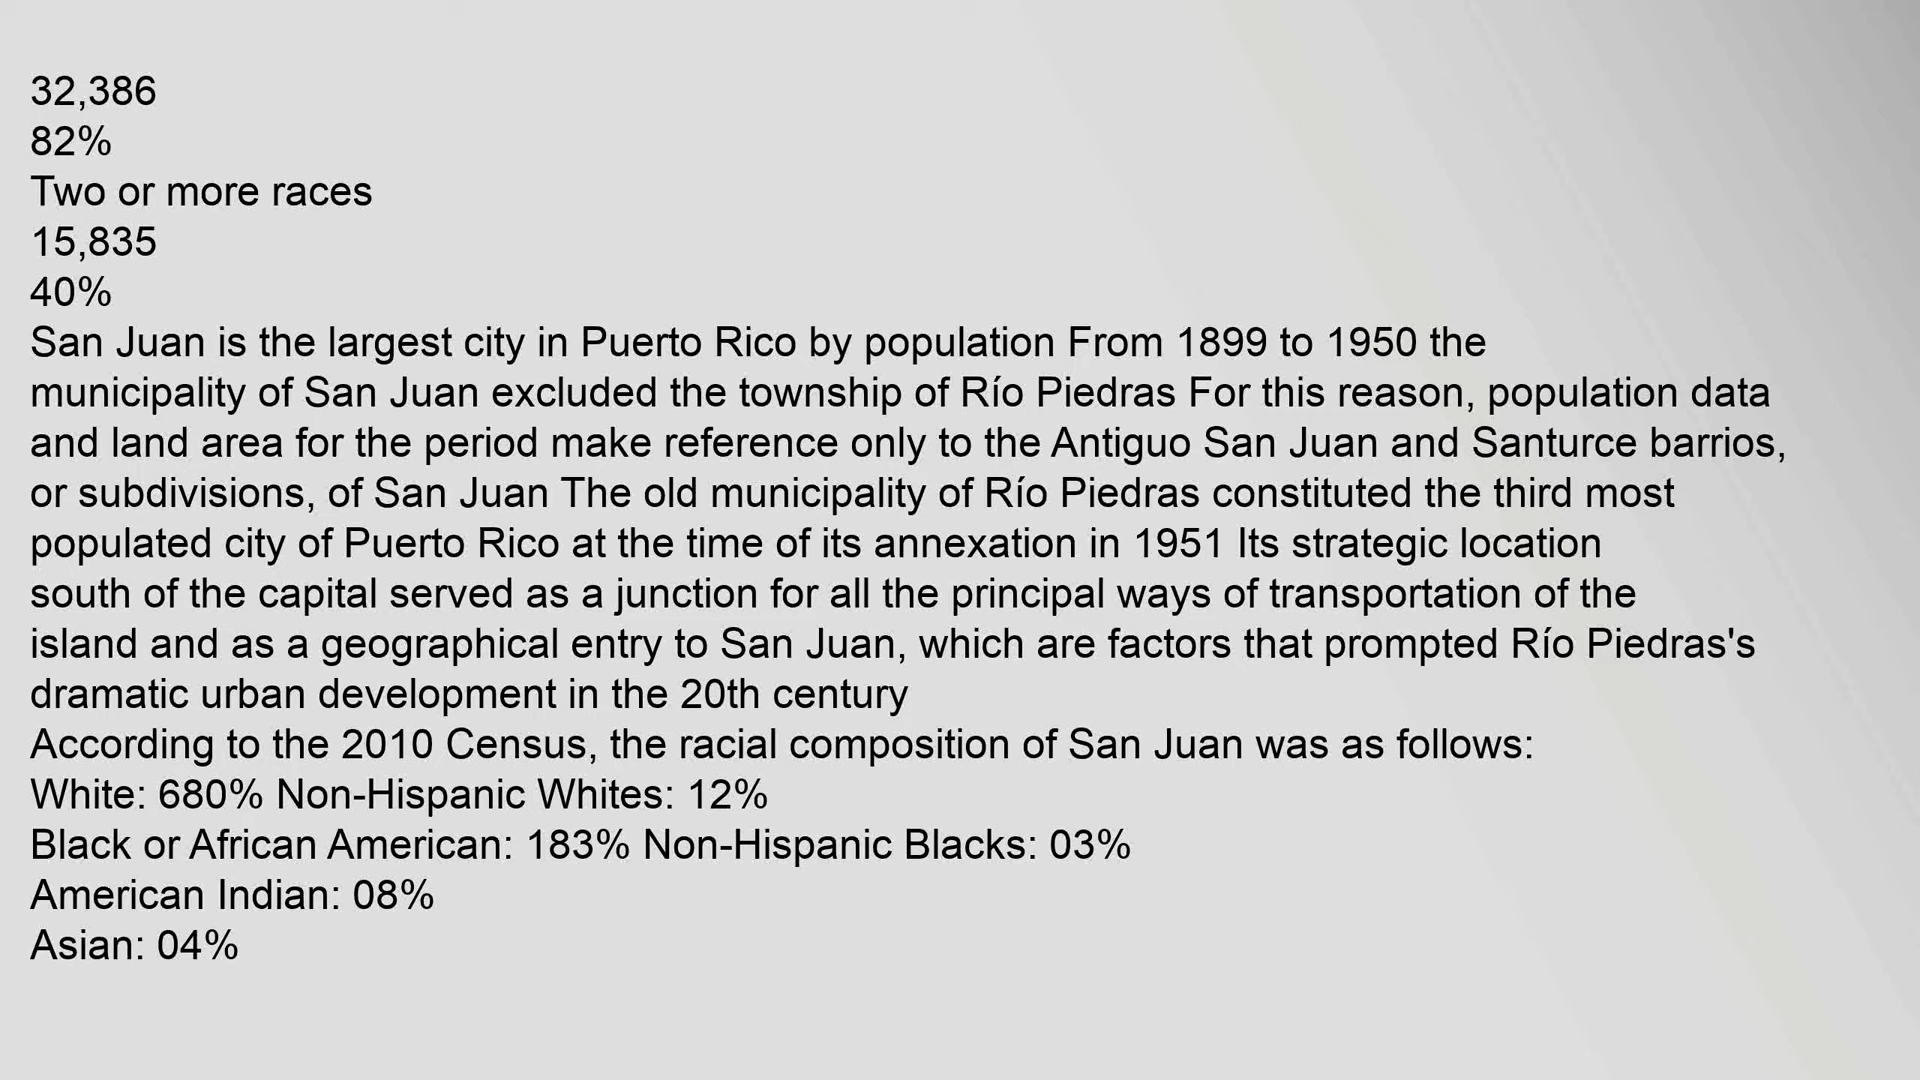 32,386
82%
Two or more races
15,835
40%
San Juan is the largest city in Puerto Rico by population From 1899 to 1950 the
municipality of San Juan excluded the township of Río Piedras For this reason, population data
and land area for the period make reference only to the Antiguo San Juan and Santurce barrios,
or subdivisions, of San Juan The old municipality of Río Piedras constituted the third most
populated city of Puerto Rico at the time of its annexation in 1951 Its strategic location
south of the capital served as a junction for all the principal ways of transportation of the
island and as a geographical entry to San Juan, which are factors that prompted Río Piedras's
dramatic urban development in the 20th century
According to the 2010 Census, the racial composition of San Juan was as follows:
White: 680% Non-Hispanic Whites: 12%
Black or African American: 183% Non-Hispanic Blacks: 03%
American Indian: 08%
Asian: 04%